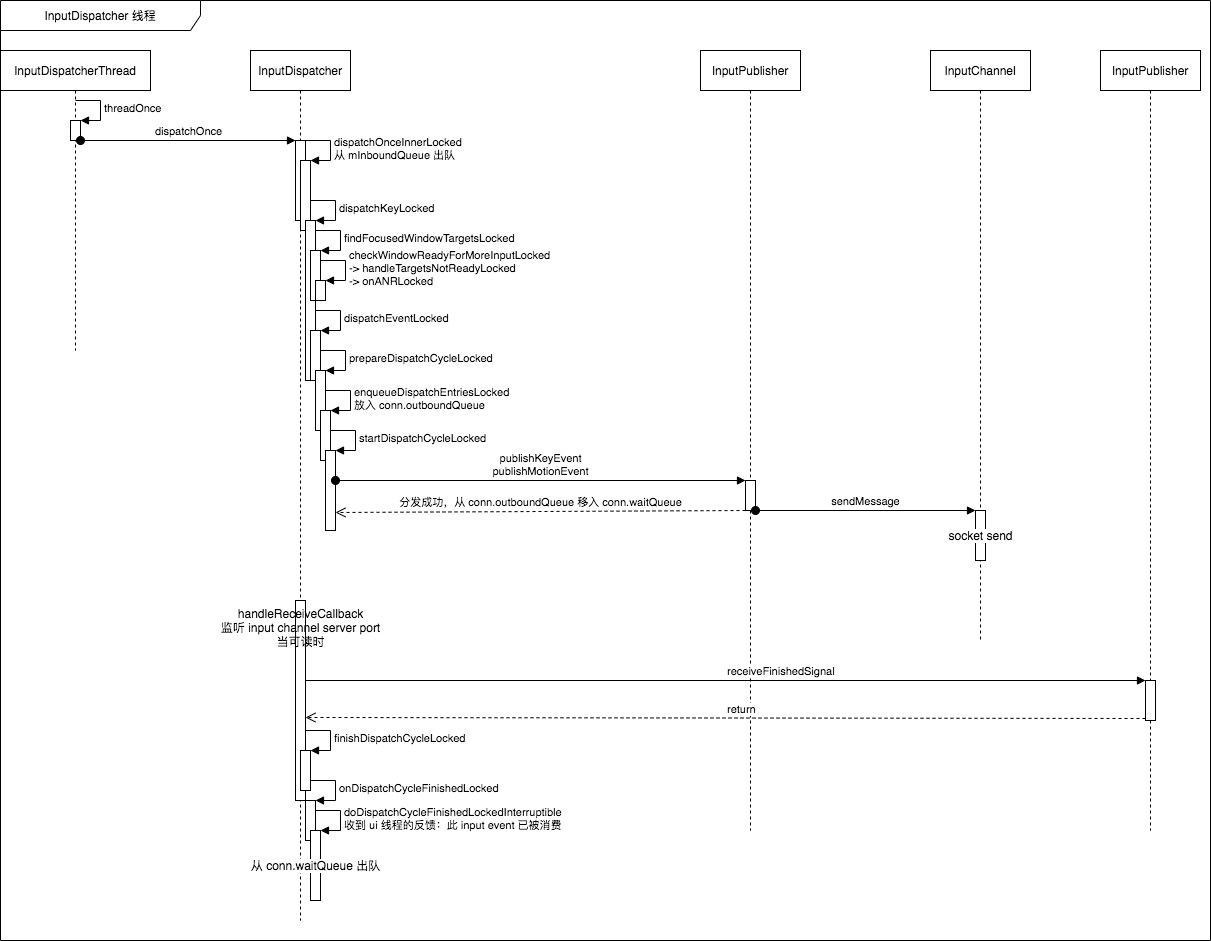 InputDispatcher 线程
InputDispatcherThread
InputDispatcher
InputPublisher
InputChannel
InputPublisher
threadOnce
dispatchOnce
dispatchOnceInnerLocked
从 mInboundQueue 出队
dispatchKeyLocked
findFocusedWindowTargetsLocked
checkWindowReadyForMoreInputLocked
-> handleTargetsNotReadyLocked
-> onANRLocked
dispatchEventLocked
prepareDispatchCycleLocked
enqueueDispatchEntriesLocked
放入 conn.outboundQueue
startDispatchCycleLocked
publishKeyEvent
publishMotionEvent
分发成功，从 conn.outboundQueue 移入 conn.waitQueue
sendMessage
socket send
handleReceiveCallback
监听 input channel server port
当可读时
receiveFinishedSignal
return
finishDispatchCycleLocked
onDispatchCycleFinishedLocked
doDispatchCycleFinishedLockedInterruptible
收到 ui 线程的反馈：此 input event 已被消费
从 conn.waitQueue 出队